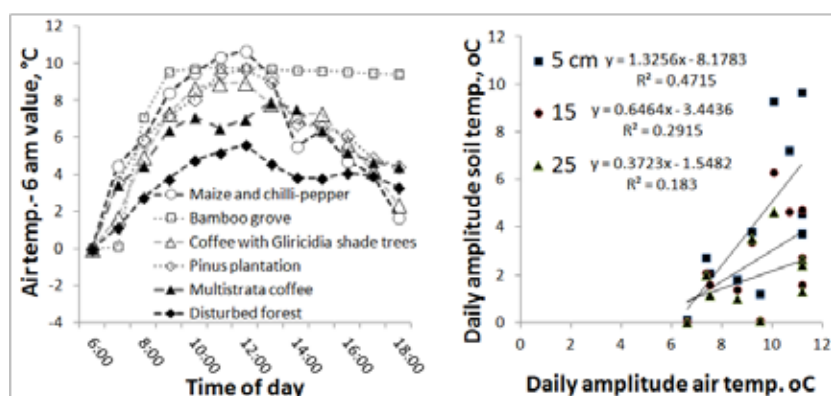 Air temp.- 6 am value, °C
12
10
8
6
4
2
0
-2
-4
Maize and chilli-pepper
Bamboo grove
Coffee with Gliricidia shade trees
Pinus plantation
Multistrata coffee
Disturbed forest
6:00
8:00
10:00
12:00
14:00
16:00
18:00
Time of day
Daily amplitude soil temp., oC
12
10
8
6
4
2
0
5 cm y = 1.3256x - 8.1783
R² = 0.4715
15 y = 0.6464x - 3.4436
R² = 0.2915
25 y = 0.3723x - 1.5482
R² = 0.183
0 2 4 6 8 10 12
Daily amplitude air temp. oC